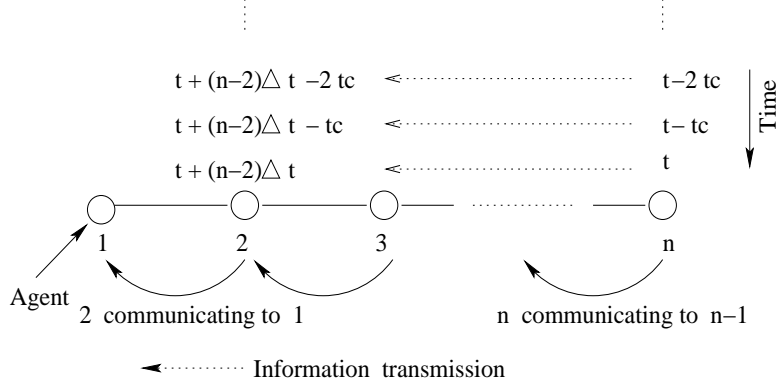 t + (n–2)△ t –2 tc t–2 tc
t + (n–2)△ t – tc t– tc
t + (n–2)△ t t
Time
1 2 3 n
Agent
2 communicating to 1 n communicating to n–1
Information transmission